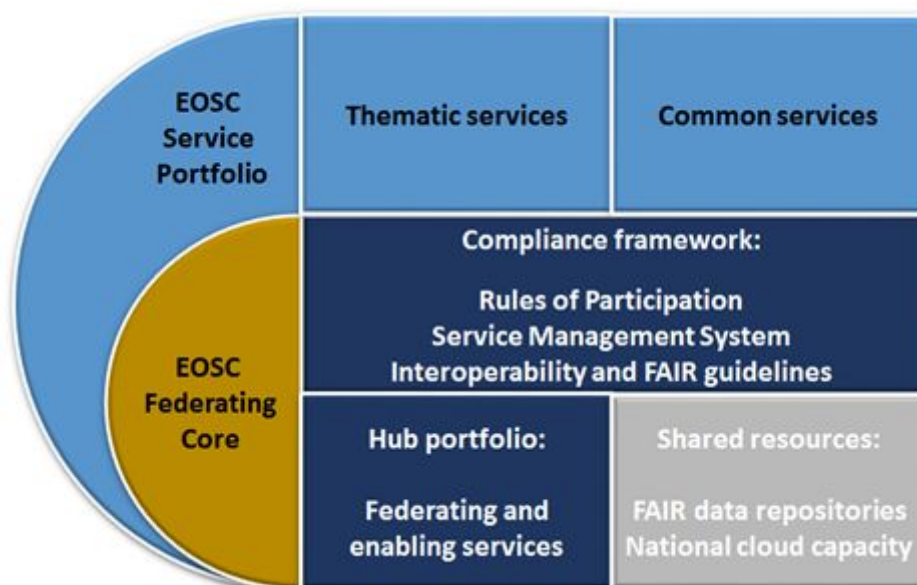 EOSC
Service
Portfolio
Thematic services
Common services
EOSC
Federating
Core
Compliance framework:
Rules of Participation
Service Management System
Interoperability and FAIR guidelines
Hub portfolio:
Federating and
enabling services
Shared resources:
FAIR data repositories
National cloud capacity